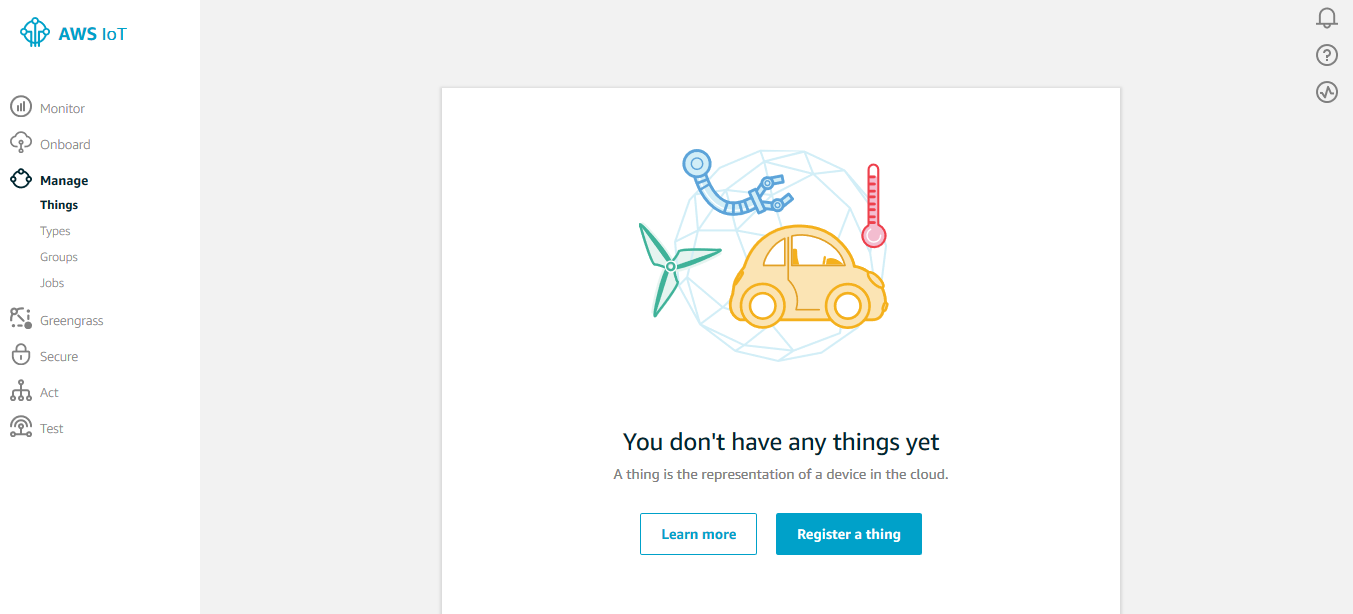 AWS IoT
Monitor
Onboard
Manage
Things
Types
Groups
Jobs
Greengrass
Secure
Act
Test
You don't have any things yet
A thing is the representation of a device in the cloud.
Learn more
Register a thing